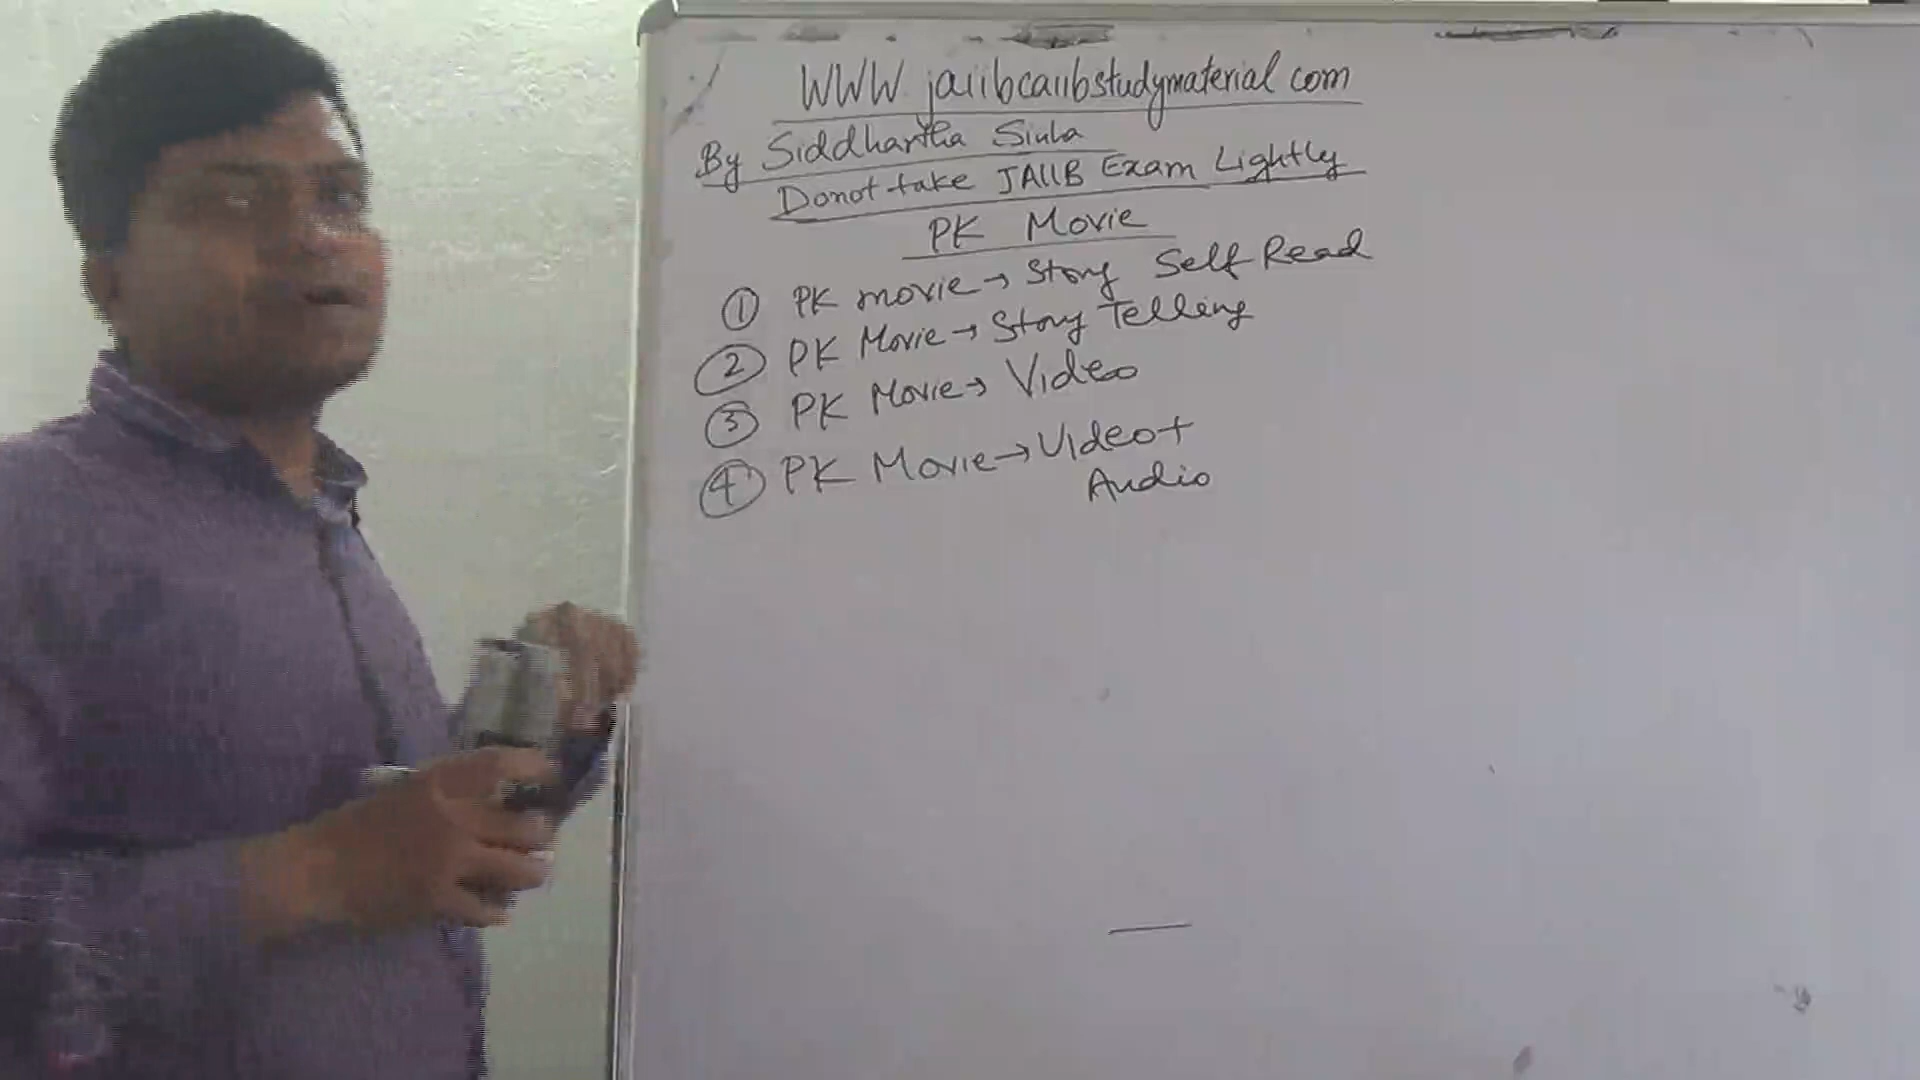 WWW.jaiibcaiibstudymaterial com
By Siddhartha Sinha
Donot take JAIIB Exam Lightly
PK Movie
① PK movie → Story Self Read
② PK Movie → Story Telling
③ PK Movie → Video
④ PK Movie → Video +
Audio